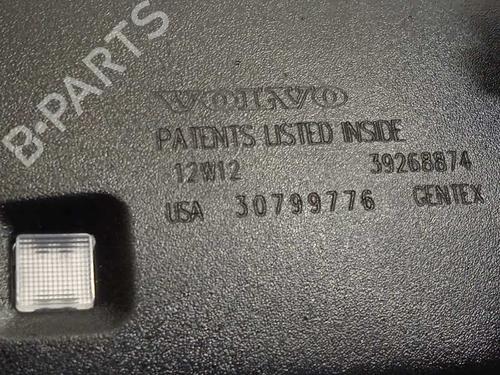 B-PARTS
VOLVO
PATENTS LISTED INSIDE
12W12 39268874
USA 30799776 GENTEX